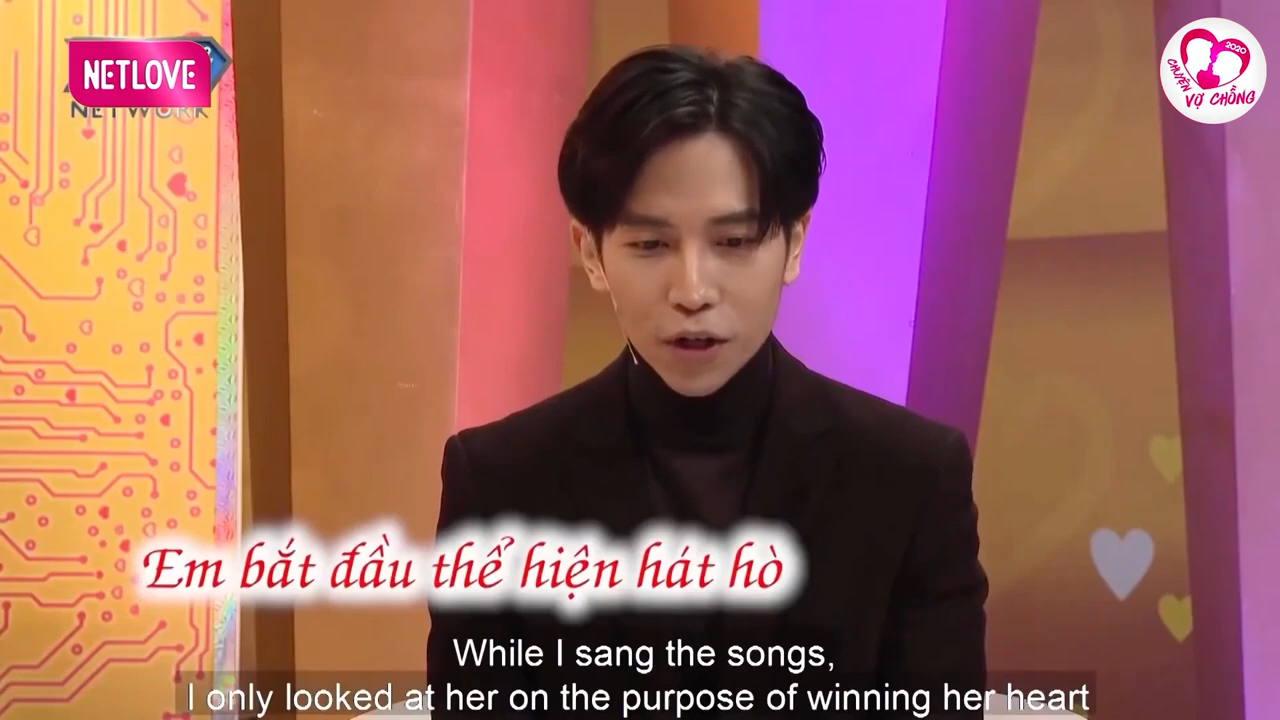 NETLOVE
NETWORK
2020
CHUYỆN
VỢ CHỒNG
Em bắt đầu thể hiện hát hò
While I sang the songs,
I only looked at her on the purpose of winning her heart